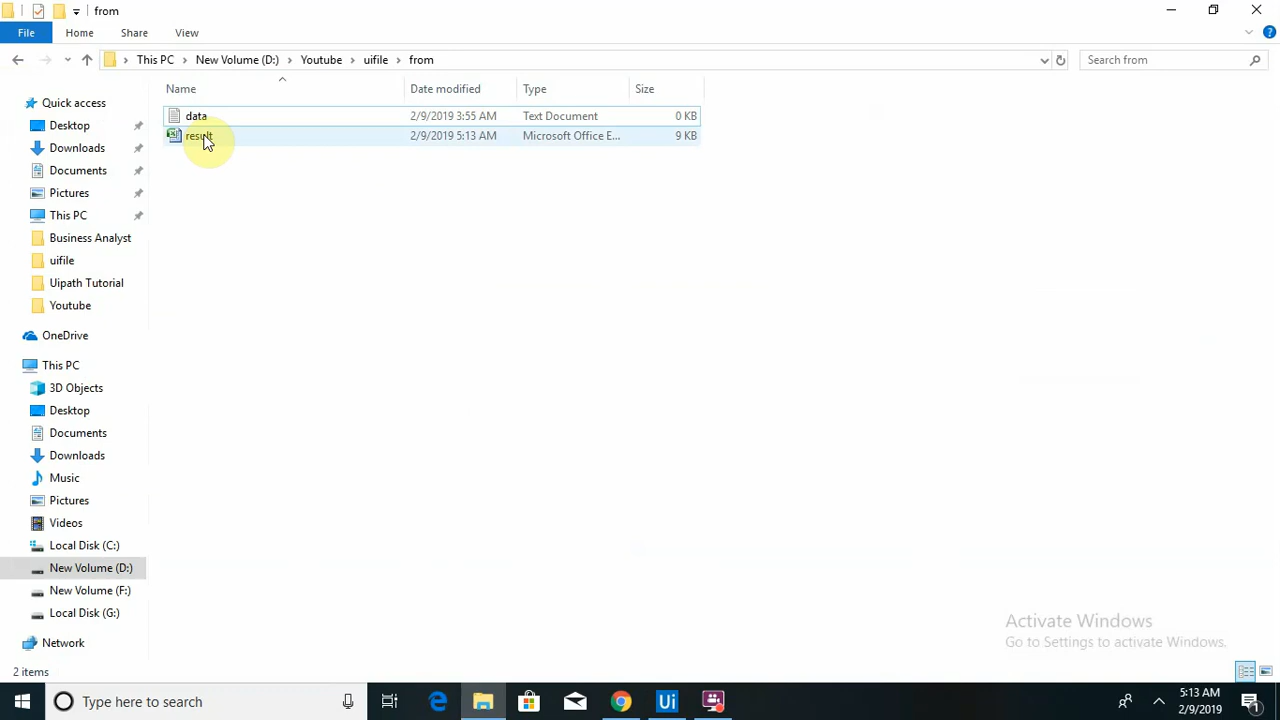 from
File Home Share View
This PC New Volume (D:) Youtube uifile from Search from
Name Date modified Type Size
data 2/9/2019 3:55 AM Text Document 0 KB
result 2/9/2019 5:13 AM Microsoft Office E... 9 KB
Quick access
Desktop
Downloads
Documents
Pictures
This PC
Business Analyst
uifile
Uipath Tutorial
Youtube
OneDrive
This PC
3D Objects
Desktop
Documents
Downloads
Music
Pictures
Videos
Local Disk (C:)
New Volume (D:)
New Volume (F:)
Local Disk (G:)
Network
Activate Windows
Go to Settings to activate Windows.
2 items
Type here to search Ui 5:13 AM
2/9/2019 1